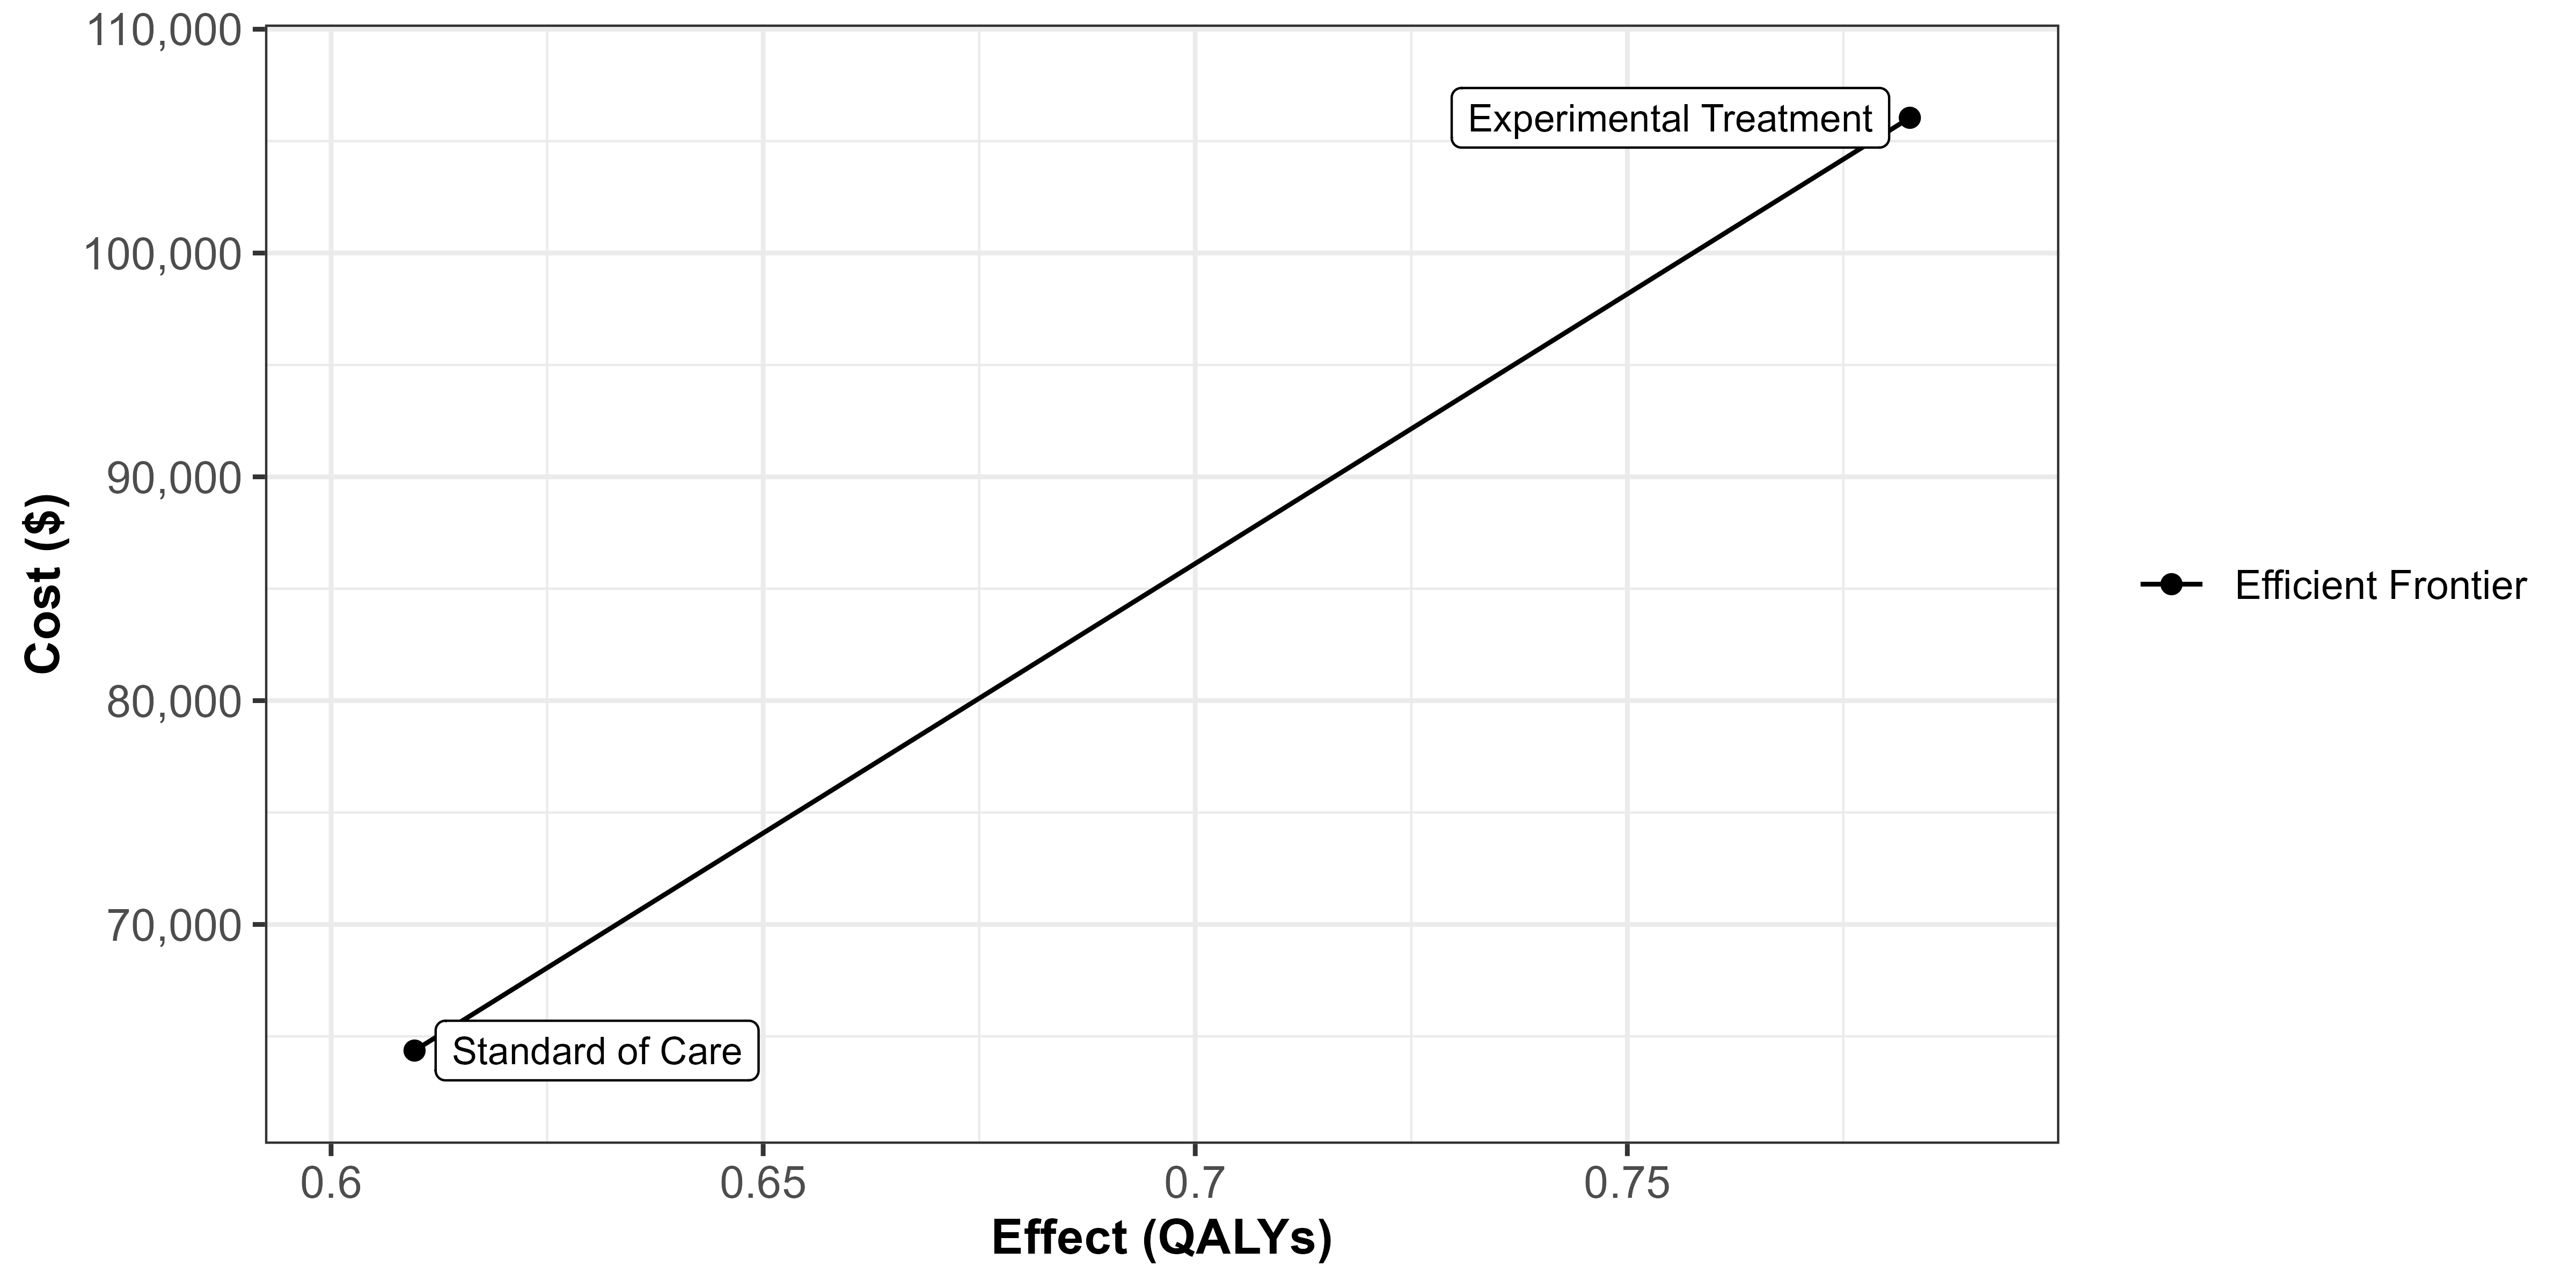 110,000
100,000
90,000
80,000
70,000
Cost ($)
Experimental Treatment
Standard of Care
0.6
0.65
0.7
0.75
Effect (QALYs)
Efficient Frontier